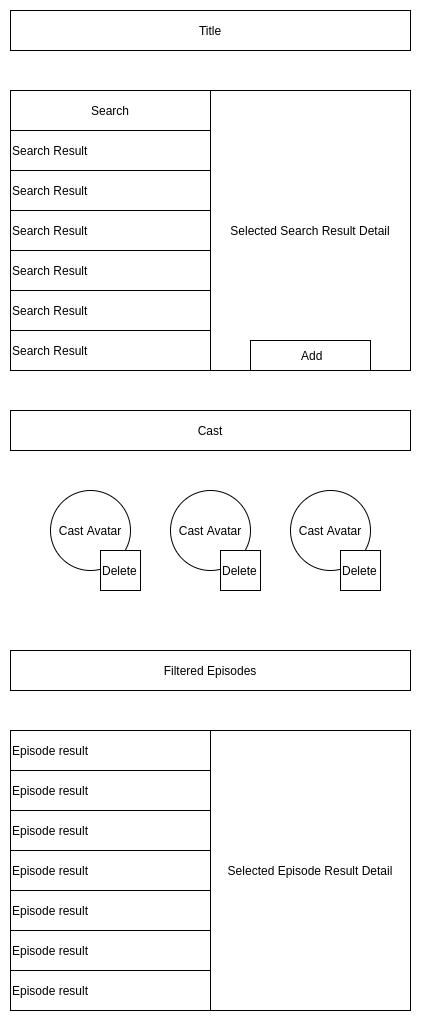 Title
Search
Search Result
Search Result
Search Result
Search Result
Search Result
Search Result
Selected Search Result Detail
Add
Cast
Cast Avatar
Delete
Cast Avatar
Delete
Cast Avatar
Delete
Filtered Episodes
Episode result
Episode result
Episode result
Episode result
Episode result
Episode result
Episode result
Selected Episode Result Detail